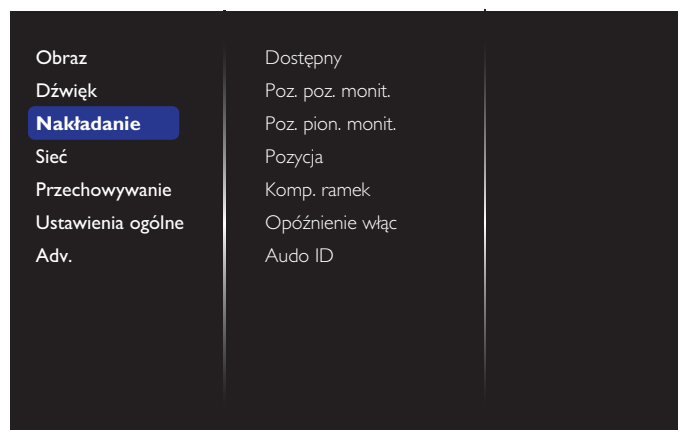 Obraz
Dźwięk
Nakładanie
Sieć
Przechowywanie
Ustawienia ogólne
Adv.
Dostępny
Poz. poz. monit.
Poz. pion. monit.
Pozycja
Komp. ramek
Opóźnienie włąc
Audo ID